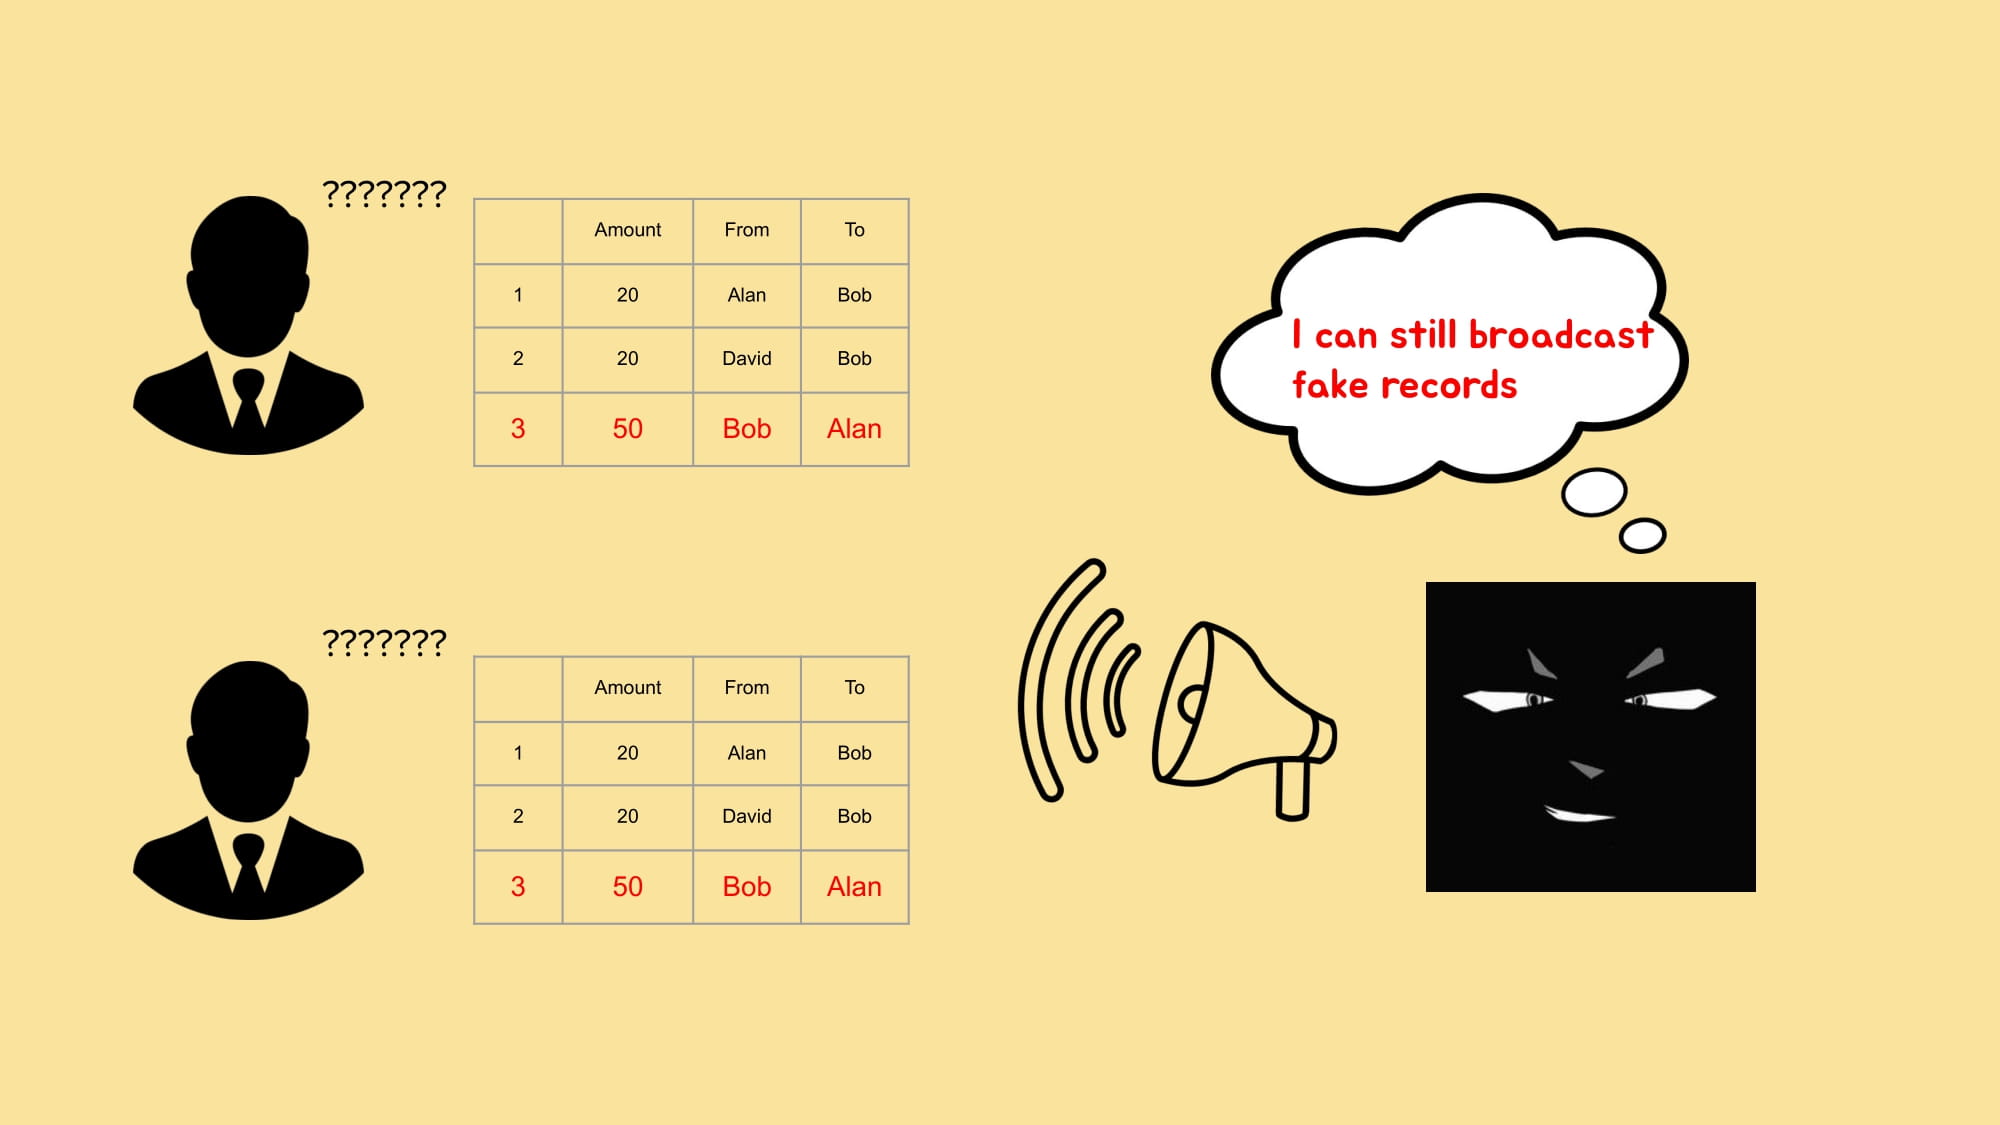 ???????
Amount From To
1 20 Alan Bob
2 20 David Bob
3 50 Bob Alan
I can still broadcast
fake records
???????
Amount From To
1 20 Alan Bob
2 20 David Bob
3 50 Bob Alan